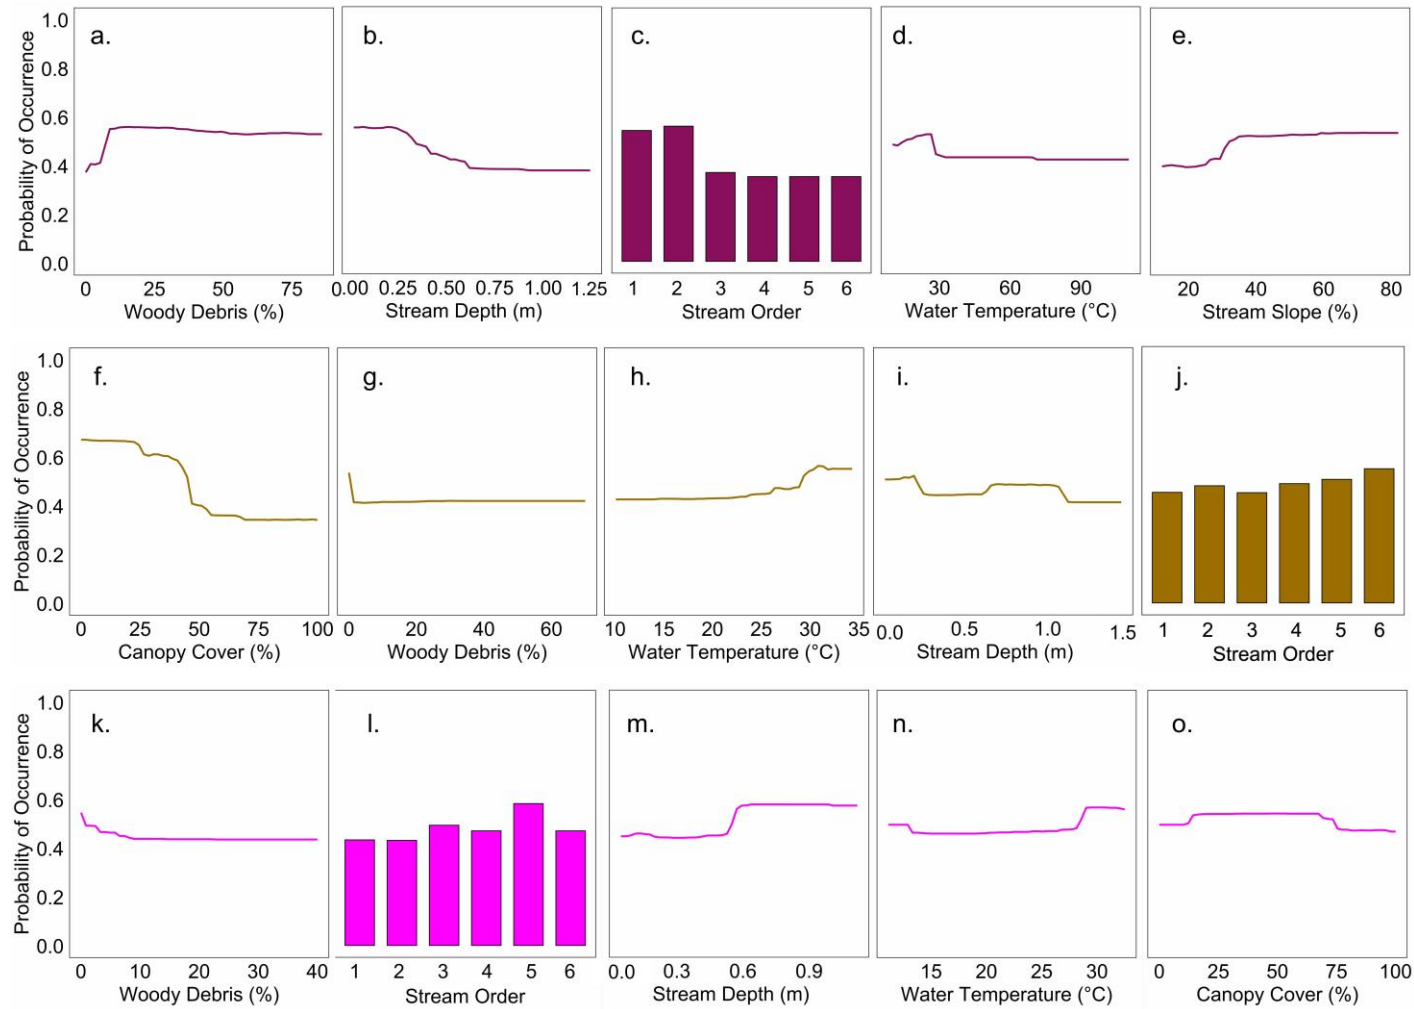 Probability of Occurrence
1.0
0.8
0.6
0.4
0.2
0.0
a.
0 25 50 75
Woody Debris (%)
b.
0.00 0.25 0.50 0.75 1.00 1.25
Stream Depth (m)
c.
1 2 3 4 5 6
Stream Order
d.
30 60 90
Water Temperature (°C)
e.
20 40 60 80
Stream Slope (%)
Probability of Occurrence
1.0
0.8
0.6
0.4
0.2
0.0
f.
0 25 50 75 100
Canopy Cover (%)
g.
0 20 40 60
Woody Debris (%)
h.
10 15 20 25 30 35
Water Temperature (°C)
i.
0.0 0.5 1.0 1.5
Stream Depth (m)
j.
1 2 3 4 5 6
Stream Order
Probability of Occurrence
1.0
0.8
0.6
0.4
0.2
0.0
k.
0 10 20 30 40
Woody Debris (%)
l.
1 2 3 4 5 6
Stream Order
m.
0.0 0.3 0.6 0.9
Stream Depth (m)
n.
15 20 25 30
Water Temperature (°C)
o.
0 25 50 75 100
Canopy Cover (%)